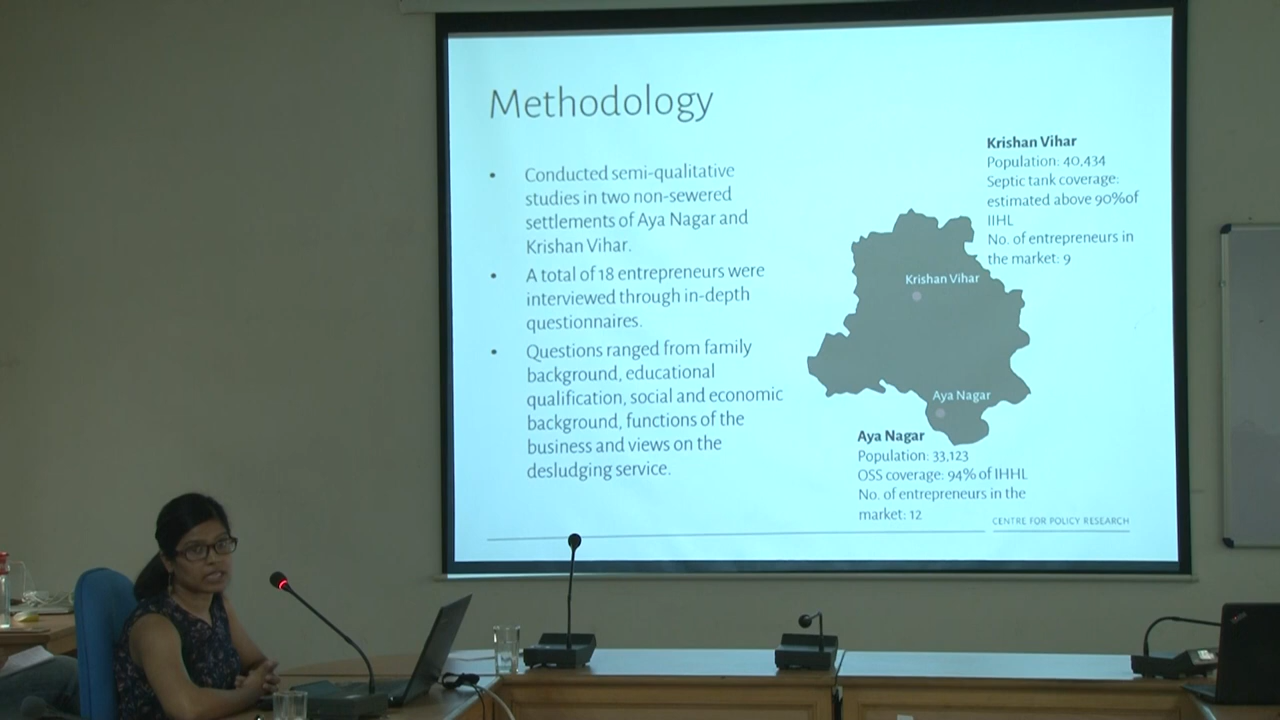 Methodology
• Conducted semi-qualitative
studies in two non-sewered
settlements of Aya Nagar and
Krishan Vihar.
• A total of 18 entrepreneurs were
interviewed through in-depth
questionnaires.
• Questions ranged from family
background, educational
qualification, social and economic
background, functions of the
business and views on the
desludging service.
Krishan Vihar
Population: 40,434
Septic tank coverage:
estimated above 90%of
IIHL
No. of entrepreneurs in
the market: 9
Krishan Vihar
Aya Nagar
Aya Nagar
Population: 33,123
OSS coverage: 94% of IHHL
No. of entrepreneurs in the
market: 12
CENTRE FOR POLICY RESEARCH